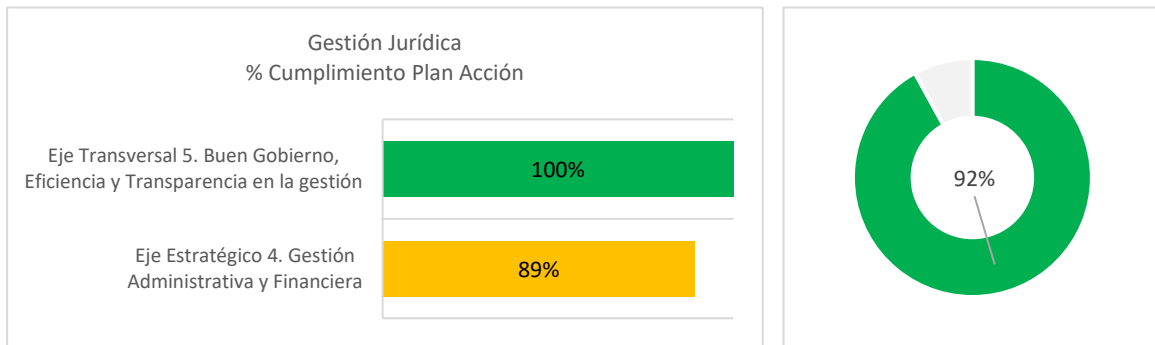 Gestión Jurídica
% Cumplimiento Plan Acción
Eje Transversal 5. Buen Gobierno,
Eficiencia y Transparencia en la gestión
100%
Eje Estratégico 4. Gestión
Administrativa y Financiera
89%
92%